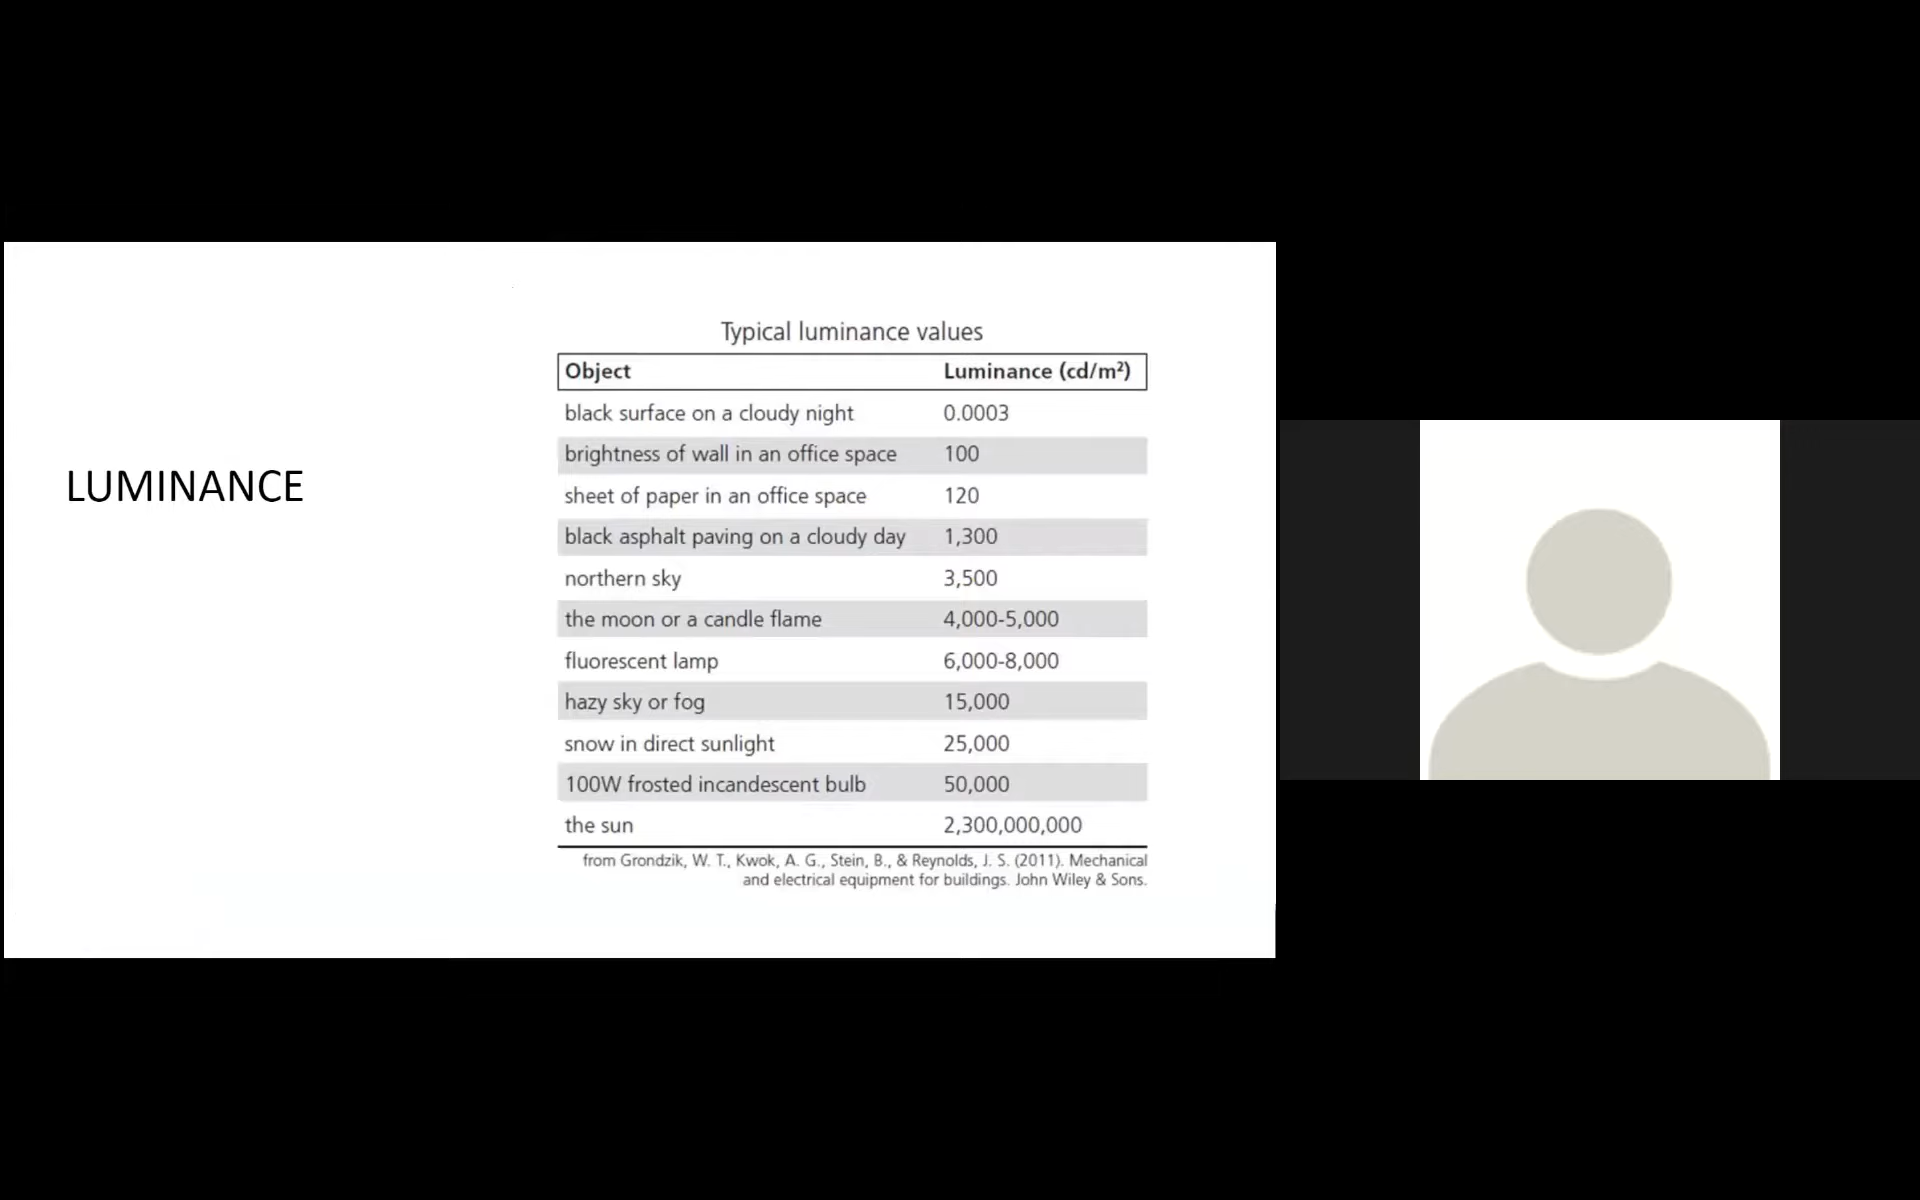 LUMINANCE
Typical luminance values
Object Luminance (cd/m²)
black surface on a cloudy night 0.0003
brightness of wall in an office space 100
sheet of paper in an office space 120
black asphalt paving on a cloudy day 1,300
northern sky 3,500
the moon or a candle flame 4,000-5,000
fluorescent lamp 6,000-8,000
hazy sky or fog 15,000
snow in direct sunlight 25,000
100W frosted incandescent bulb 50,000
the sun 2,300,000,000
from Grondzik, W. T., Kwok, A. G., Stein, B., & Reynolds, J. S. (2011). Mechanical
and electrical equipment for buildings. John Wiley & Sons.